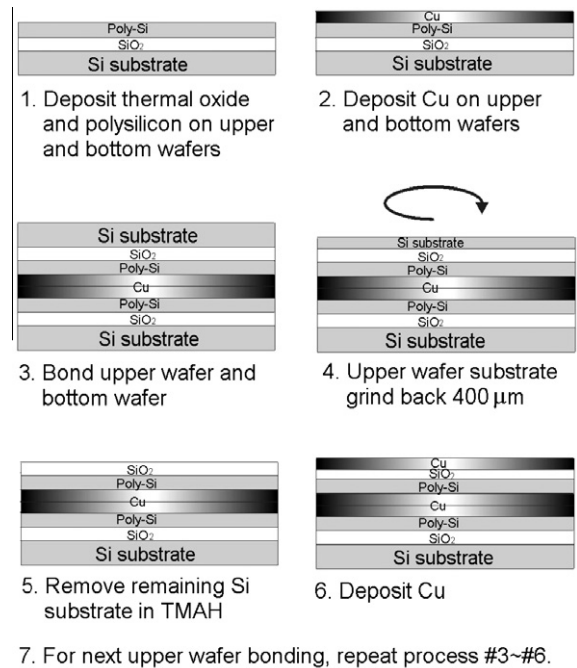 Poly-Si
SiO2
Si substrate
1. Deposit thermal oxide
and polysilicon on upper
and bottom wafers
Cu
Poly-Si
SiO2
Si substrate
2. Deposit Cu on upper
and bottom wafers
Si substrate
SiO2
Poly-Si
Cu
Poly-Si
SiO2
Si substrate
3. Bond upper wafer and
bottom wafer
Si substrate
SiO2
Poly-Si
Cu
Poly-Si
SiO2
Si substrate
4. Upper wafer substrate
grind back 400 μm
SiO2
Poly-Si
Cu
Poly-Si
SiO2
Si substrate
5. Remove remaining Si
substrate in TMAH
Cu
SiO2
Poly-Si
Cu
Poly-Si
SiO2
Si substrate
6. Deposit Cu
7. For next upper wafer bonding, repeat process #3~#6.